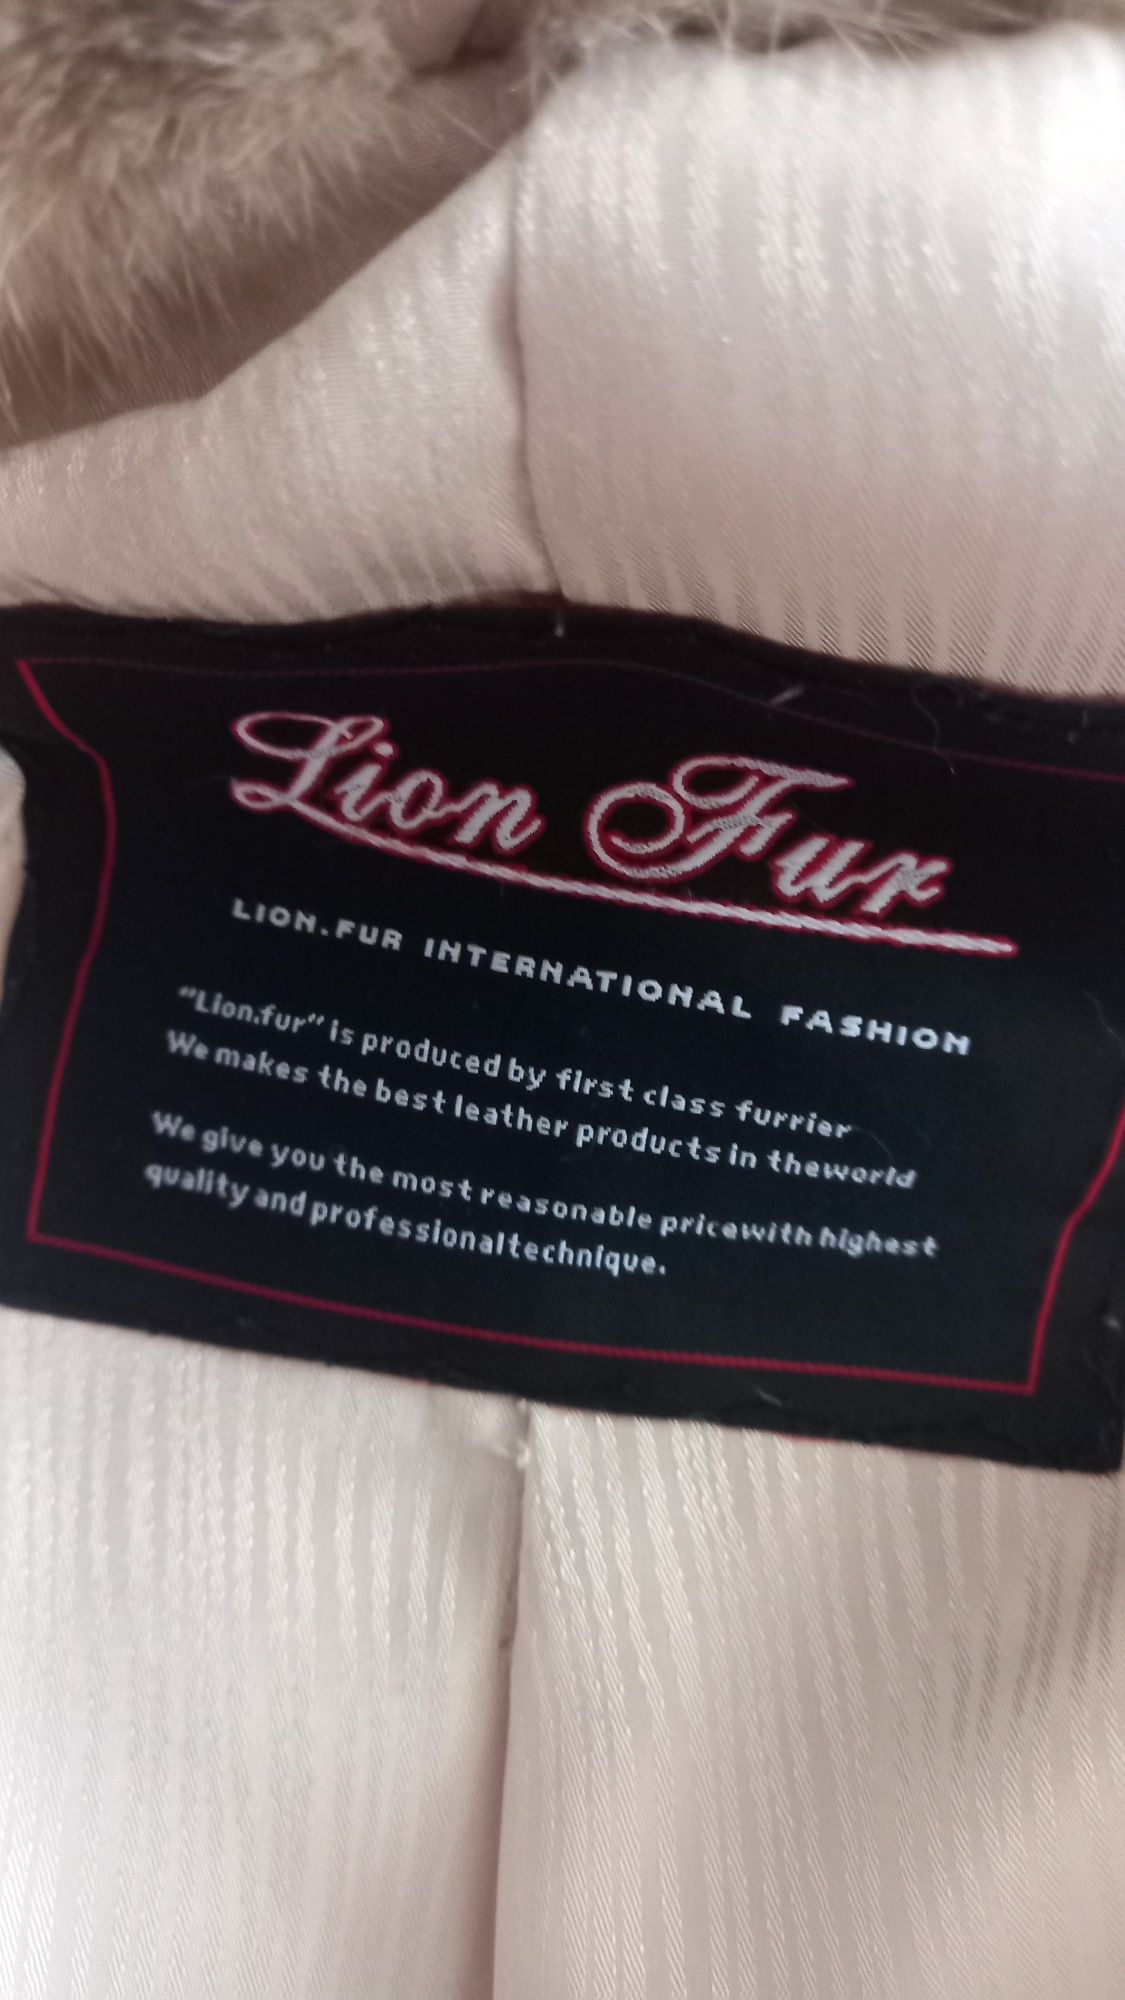 Lion Fur
LION.FUR INTERNATIONAL FASHION
"Lion.fur" is produced by first class furrier
We makes the best leather products in theworld
We give you the most reasonable pricewith highest
quality and professionaltechnique.